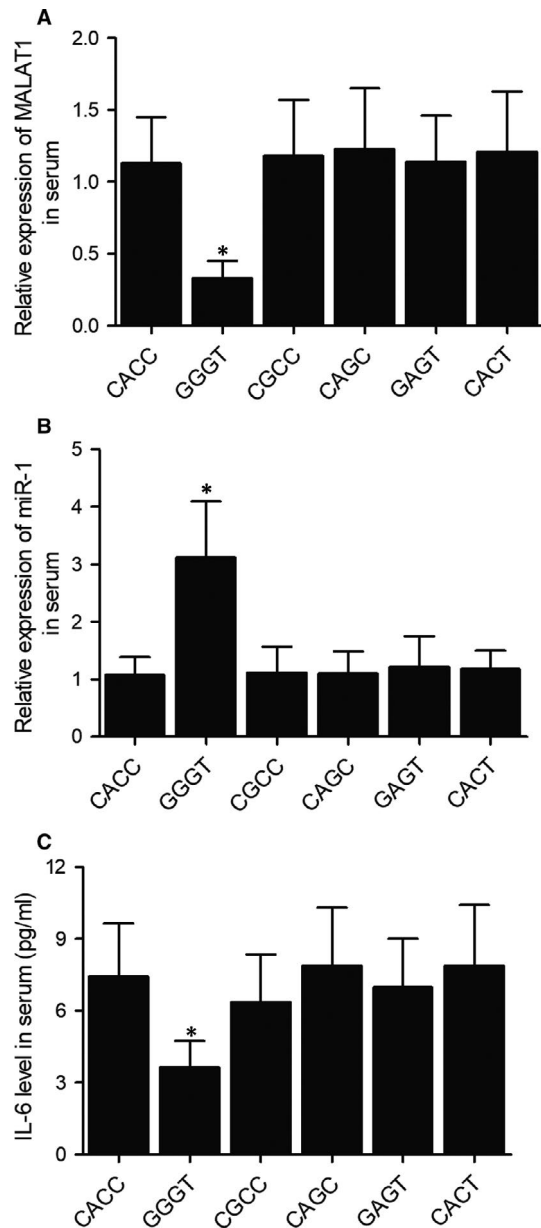 A
Relative expression of MALAT1
in serum
2.0
1.5
1.0
0.5
0.0
*
CACC
GGGT
CGCC
CAGC
GAGT
CACT
B
Relative expression of miR-1
in serum
5
4
3
2
1
0
*
CACC
GGGT
CGCC
CAGC
GAGT
CACT
C
IL-6 level in serum (pg/ml)
12
9
6
3
0
*
CACC
GGGT
CGCC
CAGC
GAGT
CACT